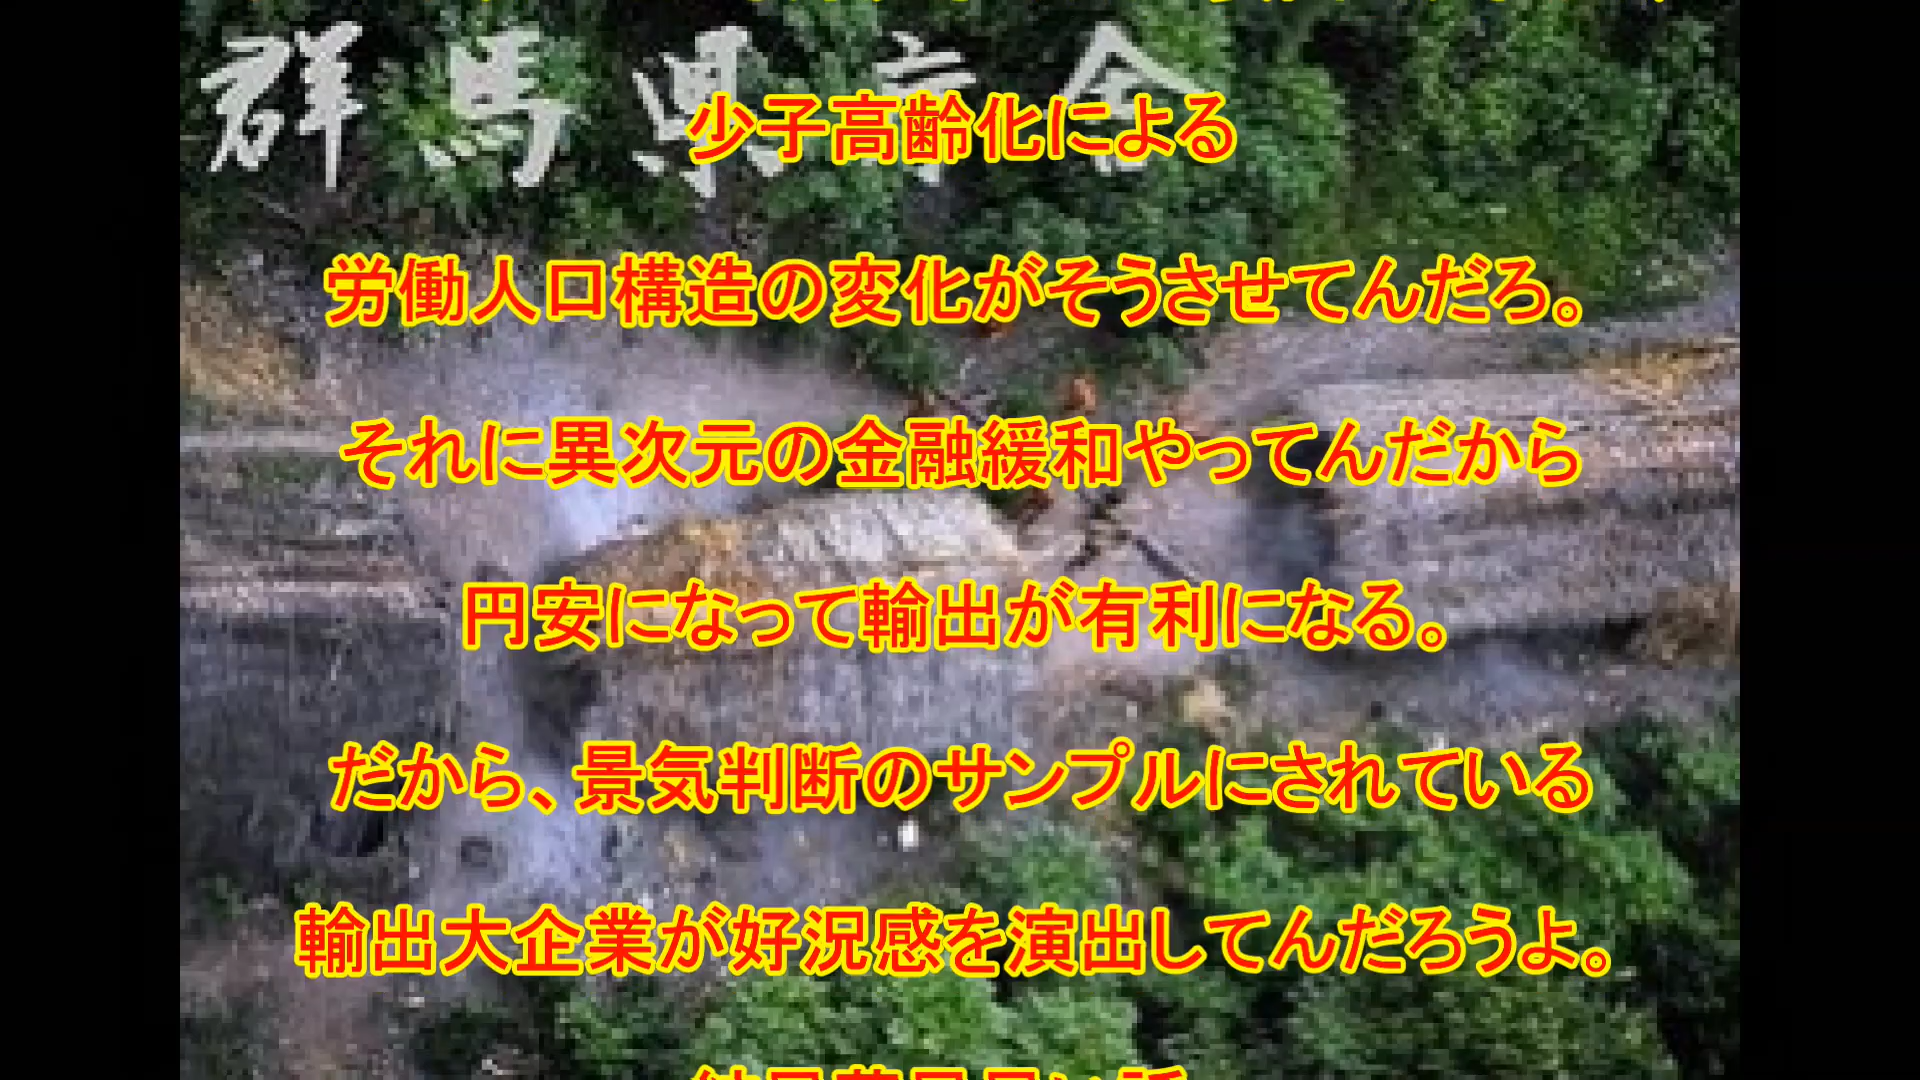 群馬県庁舎
少子高齢化による
労働人口構造の変化がそうさせてんだろ。
それに異次元の金融緩和やってんだから
円安になって輸出が有利になる。
だから、景気判断のサンプルにされている
輸出大企業が好況感を演出してんだろうよ。